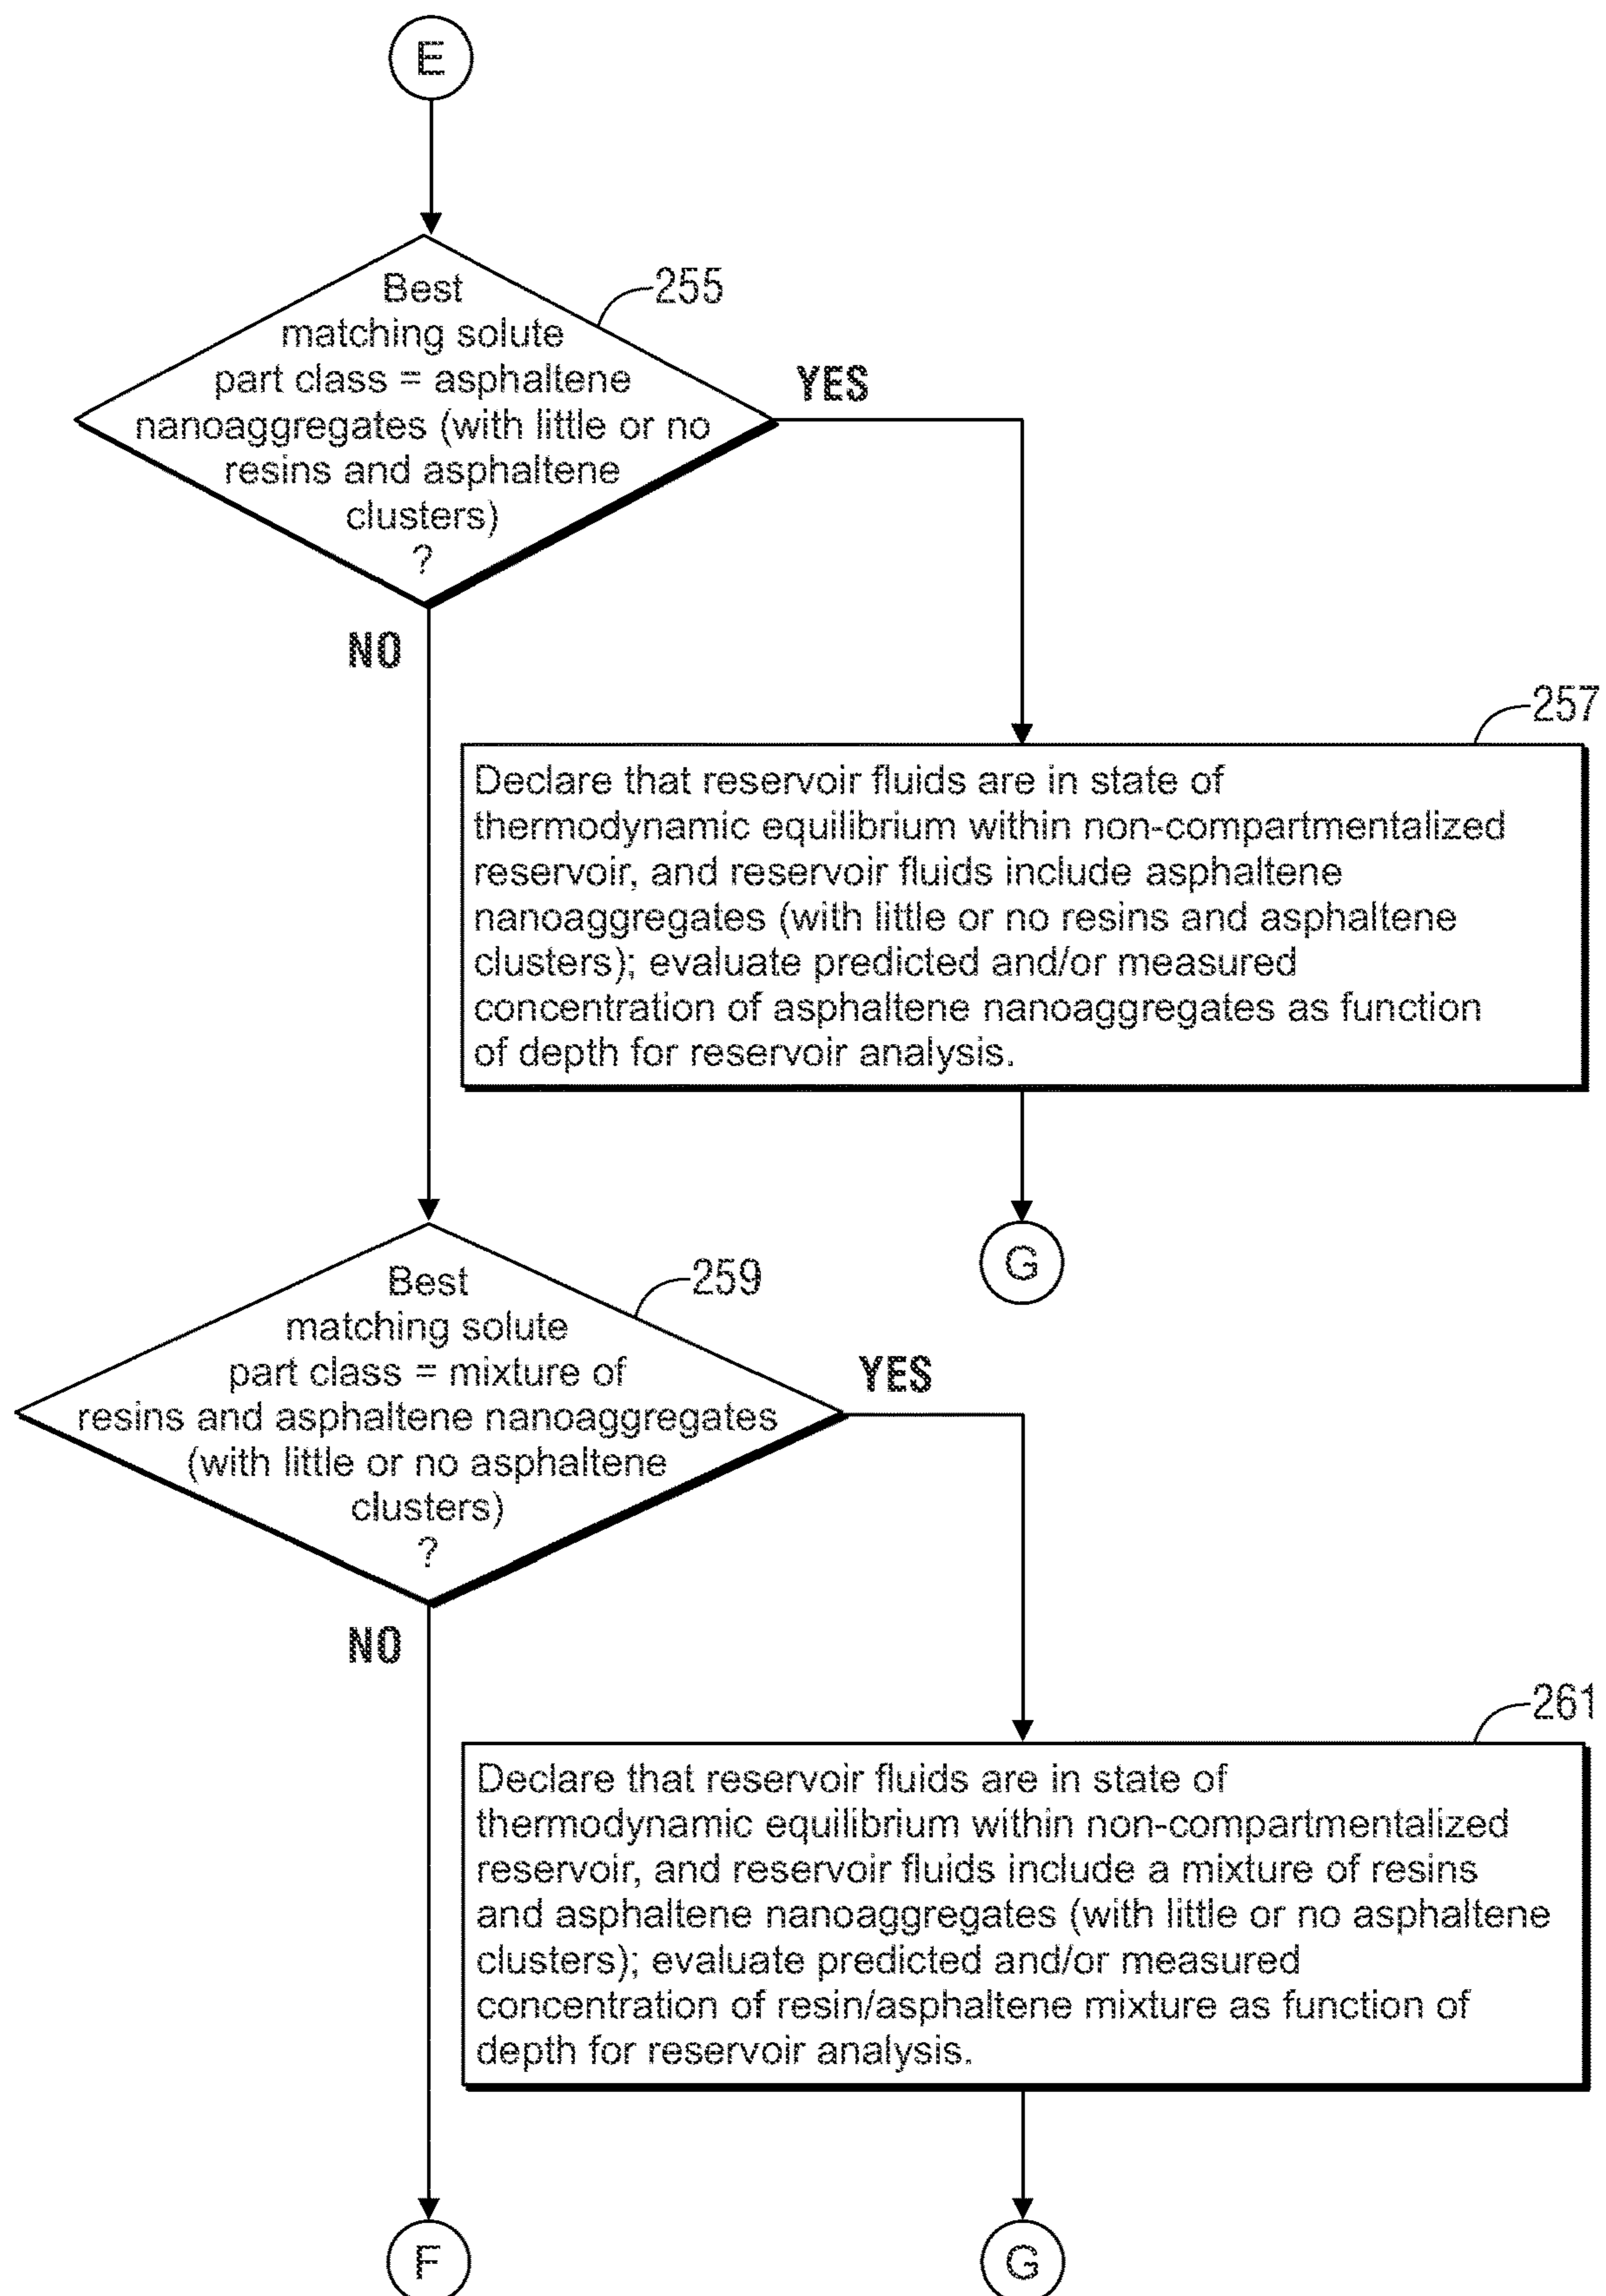 E
Best
matching solute
part class = asphaltene
nanoaggregates (with little or no
resins and asphaltene
clusters)
?
255
YES
NO
257
Declare that reservoir fluids are in state of
thermodynamic equilibrium within non-compartmentalized
reservoir, and reservoir fluids include asphaltene
nanoaggregates (with little or no resins and asphaltene
clusters); evaluate predicted and/or measured
concentration of asphaltene nanoaggregates as function
of depth for reservoir analysis.
G
Best
matching solute
part class = mixture of
resins and asphaltene nanoaggregates
(with little or no asphaltene
clusters)
?
259
YES
NO
261
Declare that reservoir fluids are in state of
thermodynamic equilibrium within non-compartmentalized
reservoir, and reservoir fluids include a mixture of resins
and asphaltene nanoaggregates (with little or no asphaltene
clusters); evaluate predicted and/or measured
concentration of resin/asphaltene mixture as function of
depth for reservoir analysis.
F
G